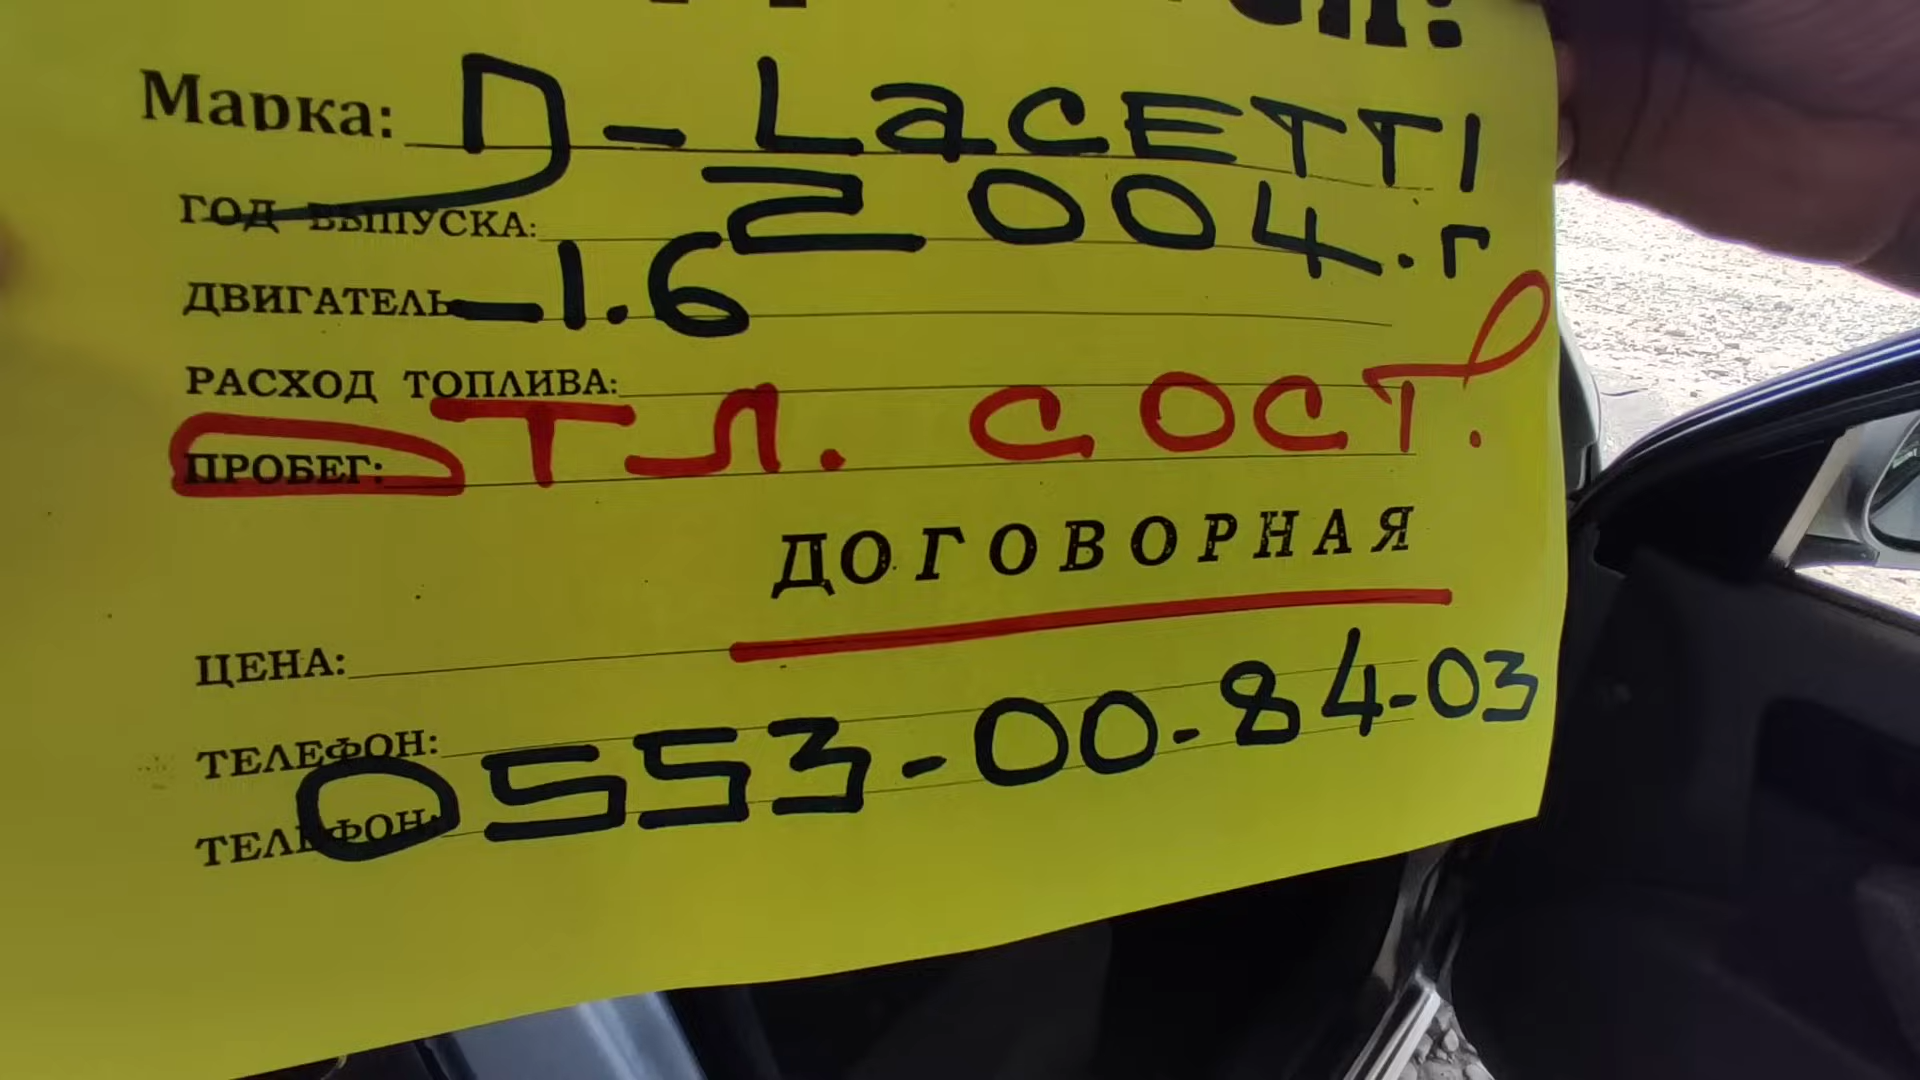 Марка: D - LaCETTI
ГОД ВЫПУСКА: 2004.г
ДВИГАТЕЛЬ - 1.6
РАСХОД ТОПЛИВА:
ПРОБЕГ: ОТЛ. СОСТ.
ДОГОВОРНАЯ
ЦЕНА:
ТЕЛЕФОН:
ТЕЛЕФОН: 0553-00-84-03